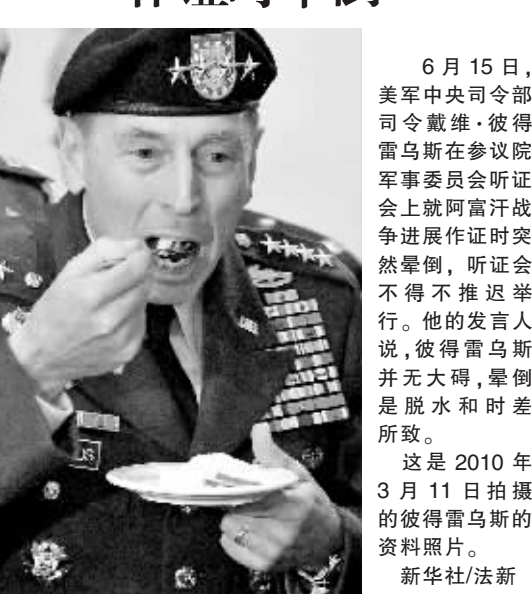 6 月 15 日，
美军中央司令部
司令戴维·彼得
雷乌斯在参议院
军事委员会听证
会上就阿富汗战
争进展作证时突
然晕倒，听证会
不得不推迟举
行。他的发言人
说，彼得雷乌斯
并无大碍，晕倒
是脱水和时差
所致。
这是 2010 年
3 月 11 日拍摄
的彼得雷乌斯的
资料照片。
新华社/法新